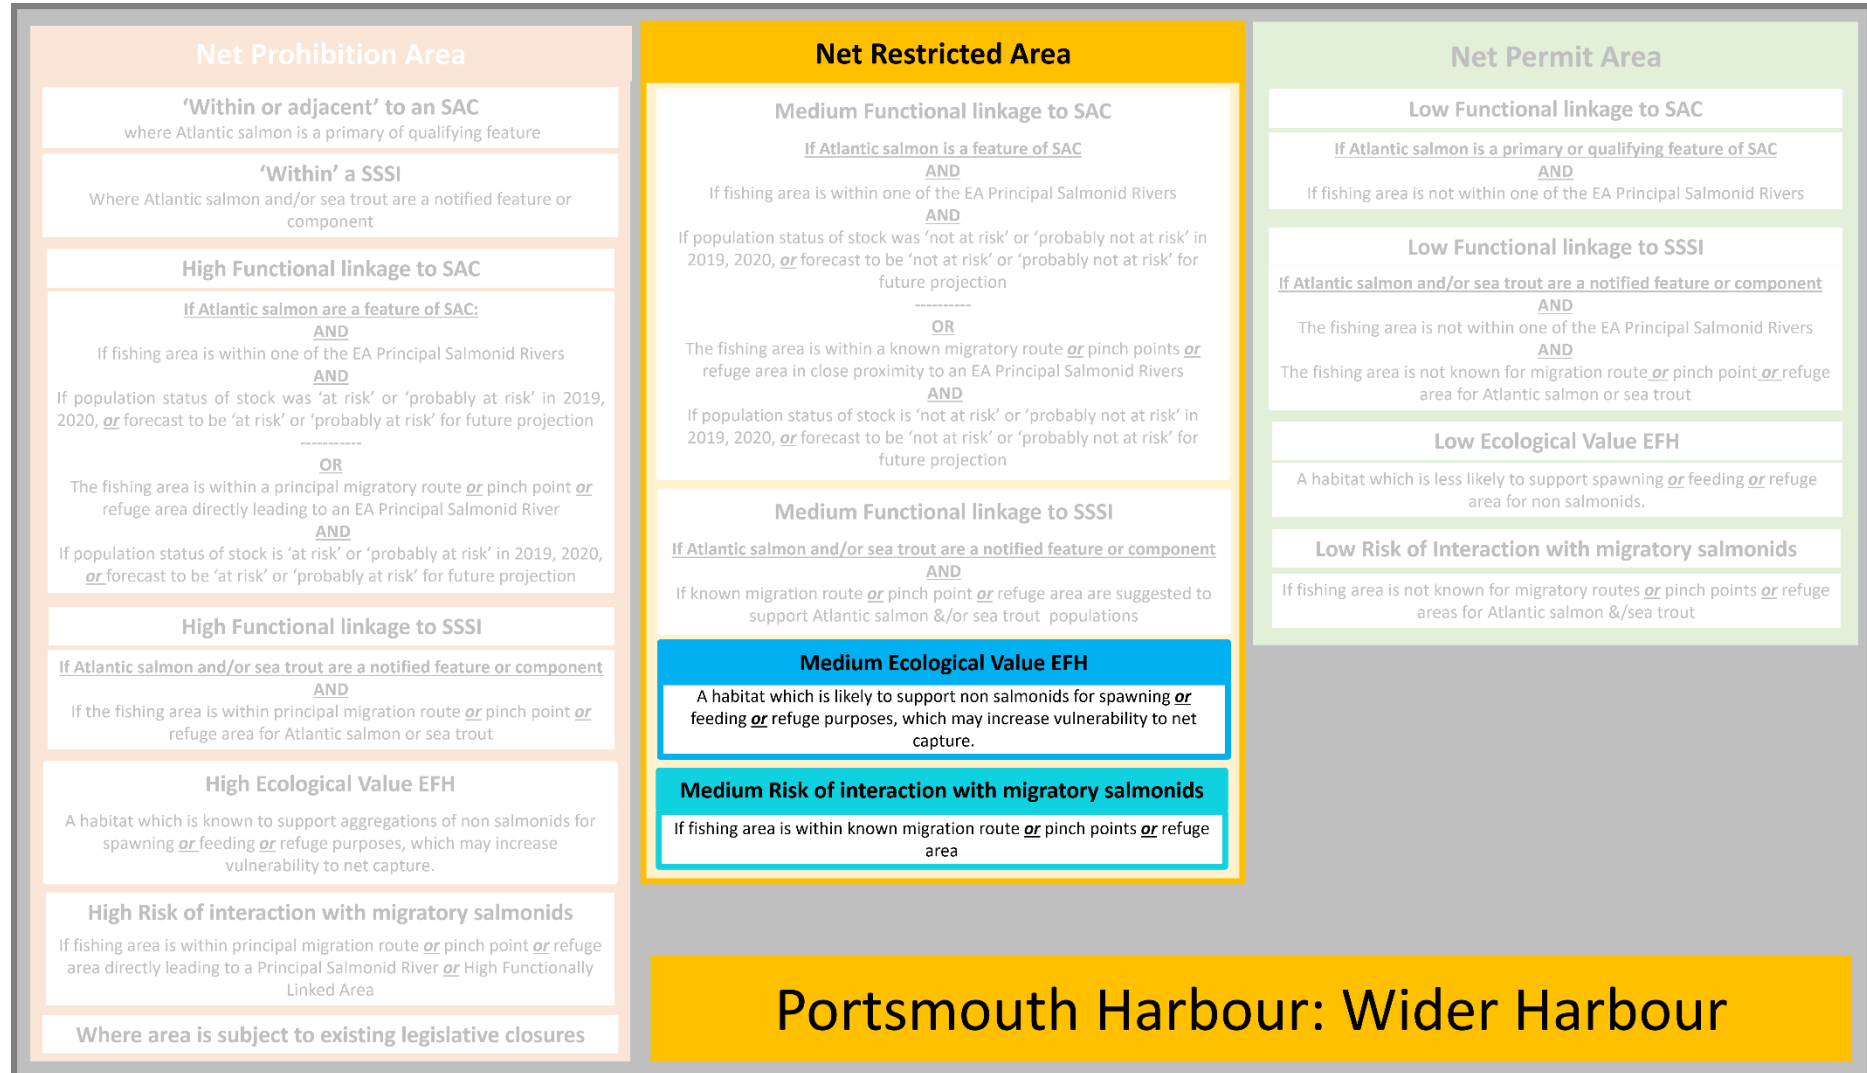 Net Prohibition Area
‘Within or adjacent’ to an SAC
where Atlantic salmon is a primary of qualifying feature
‘Within’ a SSSI
Where Atlantic salmon and/or sea trout are a notified feature or
component
High Functional linkage to SAC
If Atlantic salmon are a feature of SAC:
AND
If fishing area is within one of the EA Principal Salmonid Rivers
AND
If population status of stock was ‘at risk’ or ‘probably at risk’ in 2019,
2020, or forecast to be ‘at risk’ or ‘probably at risk’ for future projection
-----------
OR
The fishing area is within a principal migratory route or pinch point or
refuge area directly leading to an EA Principal Salmonid River
AND
If population status of stock is ‘at risk’ or ‘probably at risk’ in 2019, 2020,
or forecast to be ‘at risk’ or ‘probably at risk’ for future projection
High Functional linkage to SSSI
If Atlantic salmon and/or sea trout are a notified feature or component
AND
If the fishing area is within principal migration route or pinch point or
refuge area for Atlantic salmon or sea trout
High Ecological Value EFH
A habitat which is known to support aggregations of non salmonids for
spawning or feeding or refuge purposes, which may increase
vulnerability to net capture.
High Risk of interaction with migratory salmonids
If fishing area is within principal migration route or pinch point or refuge
area directly leading to a Principal Salmonid River or High Functionally
Linked Area
Where area is subject to existing legislative closures
Net Restricted Area
Medium Functional linkage to SAC
If Atlantic salmon is a feature of SAC
AND
If fishing area is within one of the EA Principal Salmonid Rivers
AND
If population status of stock was ‘not at risk’ or ‘probably not at risk’ in
2019, 2020, or forecast to be ‘not at risk’ or ‘probably not at risk’ for
future projection
----------
OR
The fishing area is within a known migratory route or pinch points or
refuge area in close proximity to an EA Principal Salmonid Rivers
AND
If population status of stock is ‘not at risk’ or ‘probably not at risk’ in
2019, 2020, or forecast to be ‘not at risk’ or ‘probably not at risk’ for
future projection
Medium Functional linkage to SSSI
If Atlantic salmon and/or sea trout are a notified feature or component
AND
If known migration route or pinch point or refuge area are suggested to
support Atlantic salmon &/or sea trout populations
Medium Ecological Value EFH
A habitat which is likely to support non salmonids for spawning or
feeding or refuge purposes, which may increase vulnerability to net
capture.
Medium Risk of interaction with migratory salmonids
If fishing area is within known migration route or pinch points or refuge
area
Net Permit Area
Low Functional linkage to SAC
If Atlantic salmon is a primary or qualifying feature of SAC
AND
If fishing area is not within one of the EA Principal Salmonid Rivers
Low Functional linkage to SSSI
If Atlantic salmon and/or sea trout are a notified feature or component
AND
The fishing area is not within one of the EA Principal Salmonid Rivers
AND
The fishing area is not known for migration route or pinch point or refuge
area for Atlantic salmon or sea trout
Low Ecological Value EFH
A habitat which is less likely to support spawning or feeding or refuge
area for non salmonids.
Low Risk of Interaction with migratory salmonids
If fishing area is not known for migratory routes or pinch points or refuge
areas for Atlantic salmon &/sea trout
Portsmouth Harbour: Wider Harbour